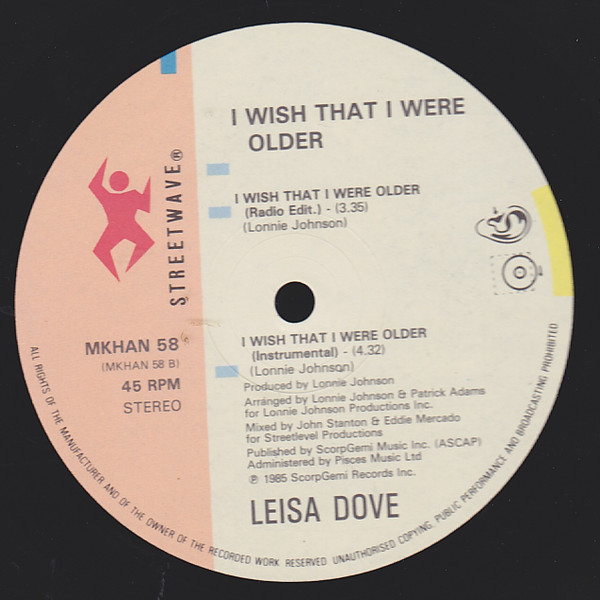 I WISH THAT I WERE
OLDER
I WISH THAT I WERE OLDER
(Radio Edit.) - (3.35)
(Lonnie Johnson)
STREETWAVE®
MKHAN 58
(MKHAN 58 B)
45 RPM
STEREO
I WISH THAT I WERE OLDER
(Instrumental) - (4.32)
(Lonnie Johnson)
Produced by Lonnie Johnson
Arranged by Lonnie Johnson & Patrick Adams
for Lonnie Johnson Productions Inc.
Mixed by John Stanton & Eddie Mercado
for Streetlevel Productions
Published by ScorpGemi Music Inc. (ASCAP)
Administered by Pisces Music Ltd
℗ 1985 ScorpGemi Records Inc.
LEISA DOVE
ALL RIGHTS OF THE MANUFACTURER AND OF THE OWNER OF THE RECORDED WORK RESERVED UNAUTHORISED COPYING, PUBLIC PERFORMANCE AND BROADCASTING PROHIBITED